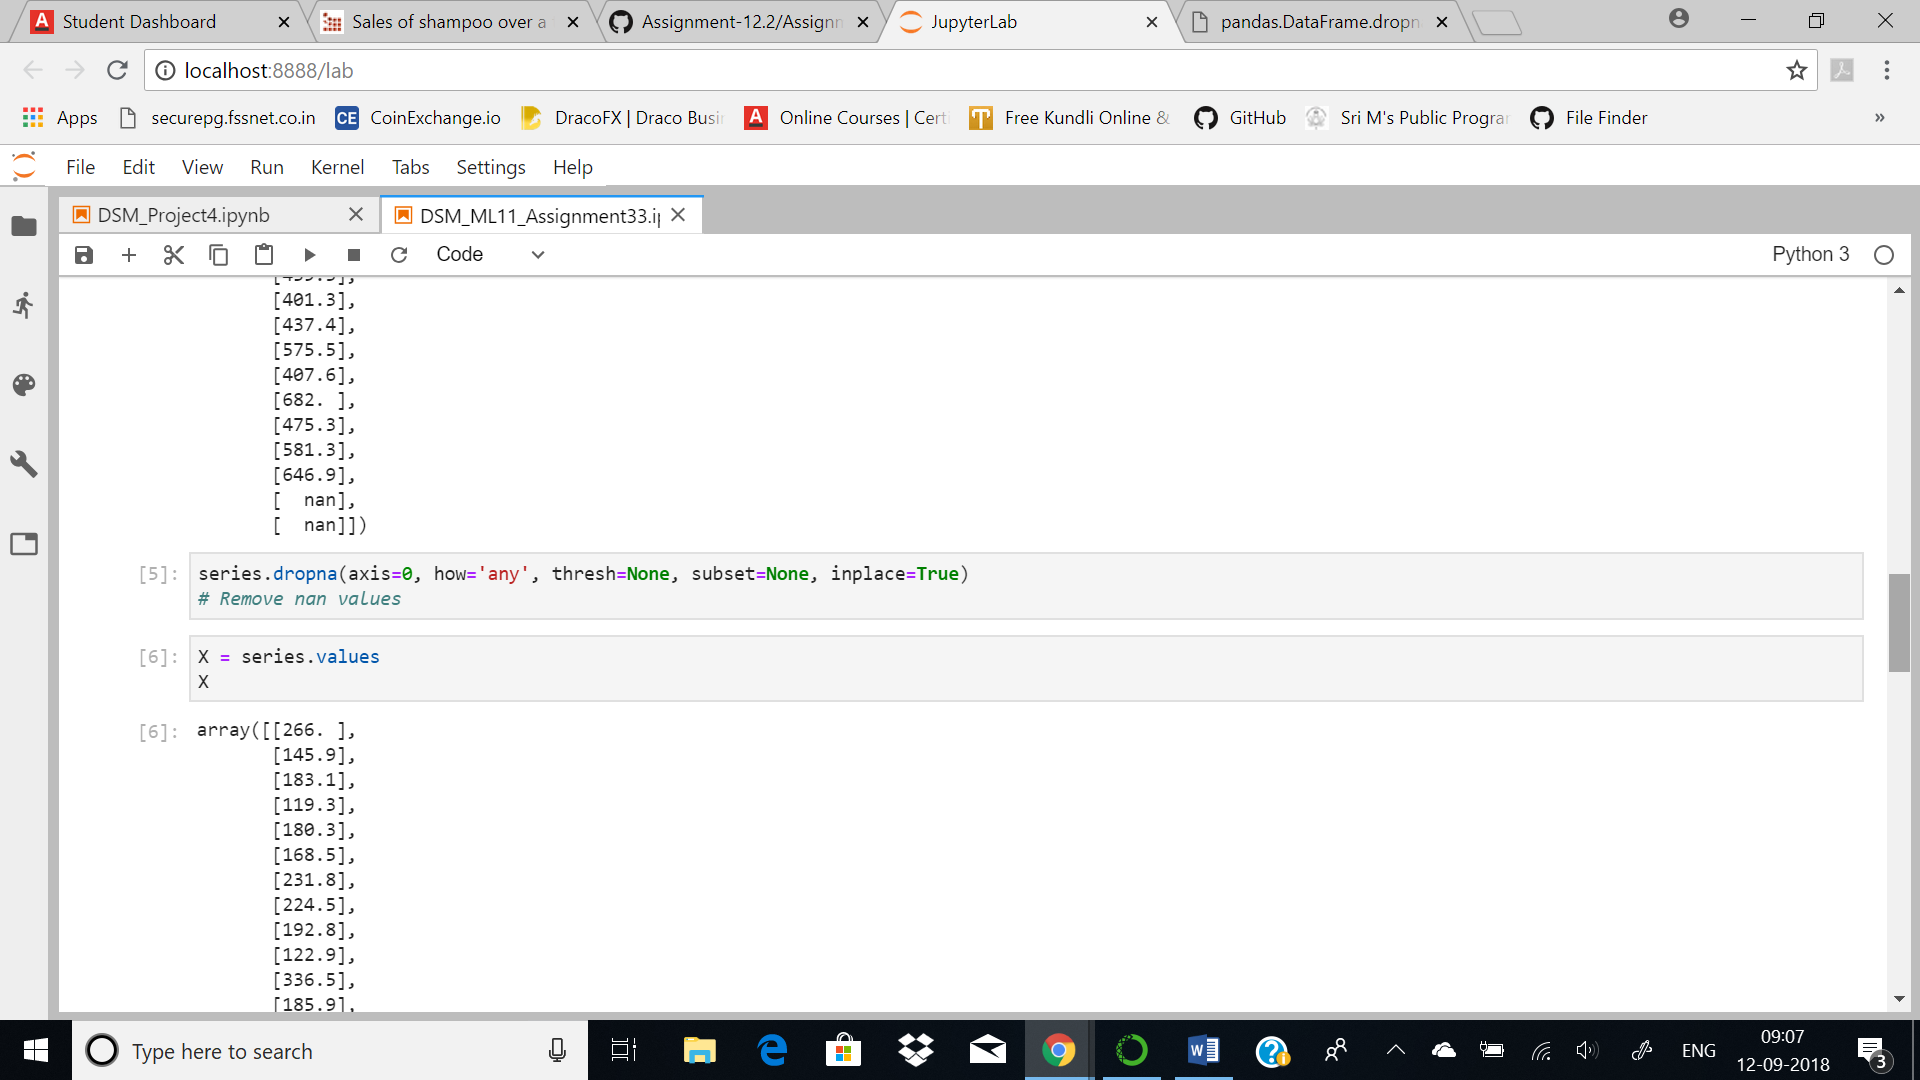 Student Dashboard
Sales of shampoo over a
Assignment-12.2/Assignm
JupyterLab
pandas.DataFrame.dropn
localhost:8888/lab
Apps
securepg.fssnet.co.in
CE
CoinExchange.io
DracoFX | Draco Busi
Online Courses | Cert
Free Kundli Online &
GitHub
Sri M's Public Progra
File Finder
»
File Edit View Run Kernel Tabs Settings Help
DSM_Project4.ipynb
DSM_ML11_Assignment33.ip
Code
Python 3
[401.3],
[437.4],
[575.5],
[407.6],
[682. ],
[475.3],
[581.3],
[646.9],
[  nan],
[  nan]])
[5]: series.dropna(axis=0, how='any', thresh=None, subset=None, inplace=True)
# Remove nan values
[6]: X = series.values
X
[6]: array([[266. ],
[145.9],
[183.1],
[119.3],
[180.3],
[168.5],
[231.8],
[224.5],
[192.8],
[122.9],
[336.5],
[185.9],
Type here to search
ENG
09:07
12-09-2018
3